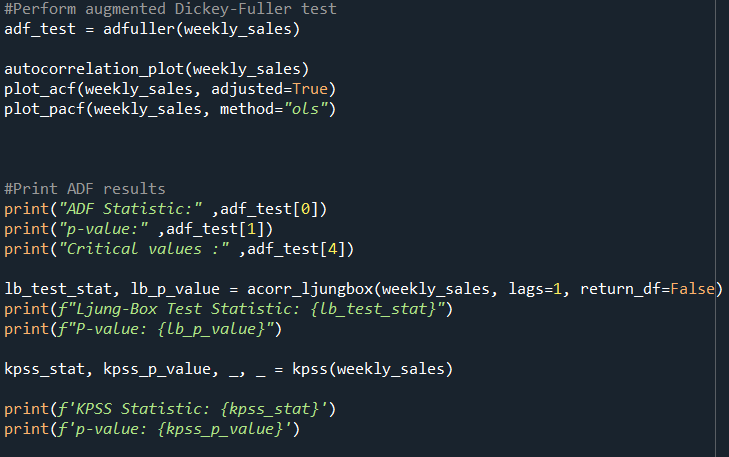 #Perform augmented Dickey-Fuller test
adf_test = adfuller(weekly_sales)
autocorrelation_plot(weekly_sales)
plot_acf(weekly_sales, adjusted=True)
plot_pacf(weekly_sales, method="ols")
#Print ADF results
print("ADF Statistic:" ,adf_test[0])
print("p-value:" ,adf_test[1])
print("Critical values :" ,adf_test[4])
lb_test_stat, lb_p_value = acorr_ljungbox(weekly_sales, lags=1, return_df=False)
print(f"Ljung-Box Test Statistic: {lb_test_stat}")
print(f"P-value: {lb_p_value}")
kpss_stat, kpss_p_value, _, _ = kpss(weekly_sales)
print(f'KPSS Statistic: {kpss_stat}')
print(f'p-value: {kpss_p_value}')